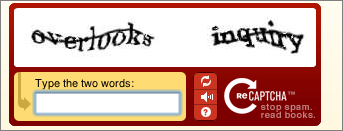 overlooks inquiry
Type the two words:
ReCAPTCHA™
stop spam.
read books.